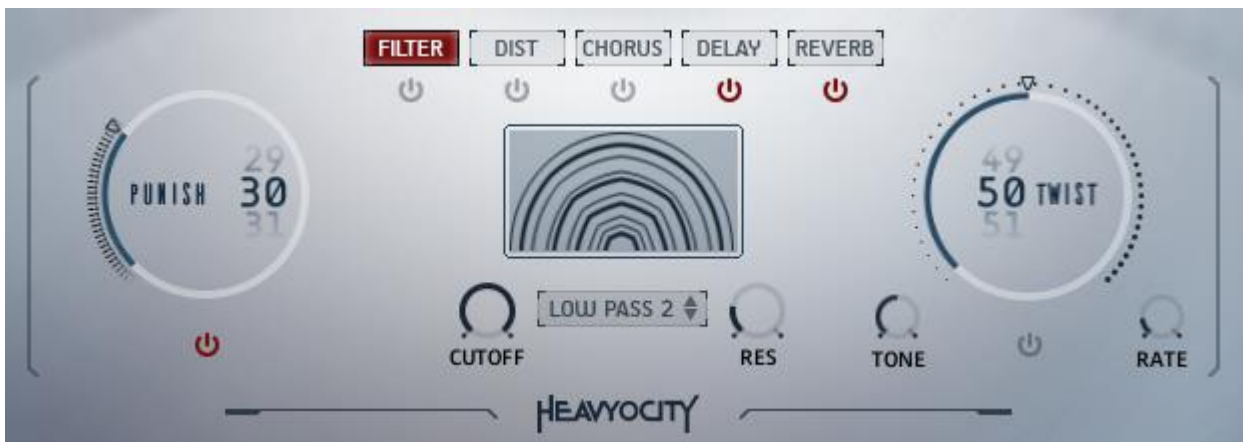 FILTER DIST CHORUS DELAY REVERB
29
PUNISH 30
31
49
50 TWIST
51
LOW PASS 2
CUTOFF RES TONE RATE
HEAVYOCITY